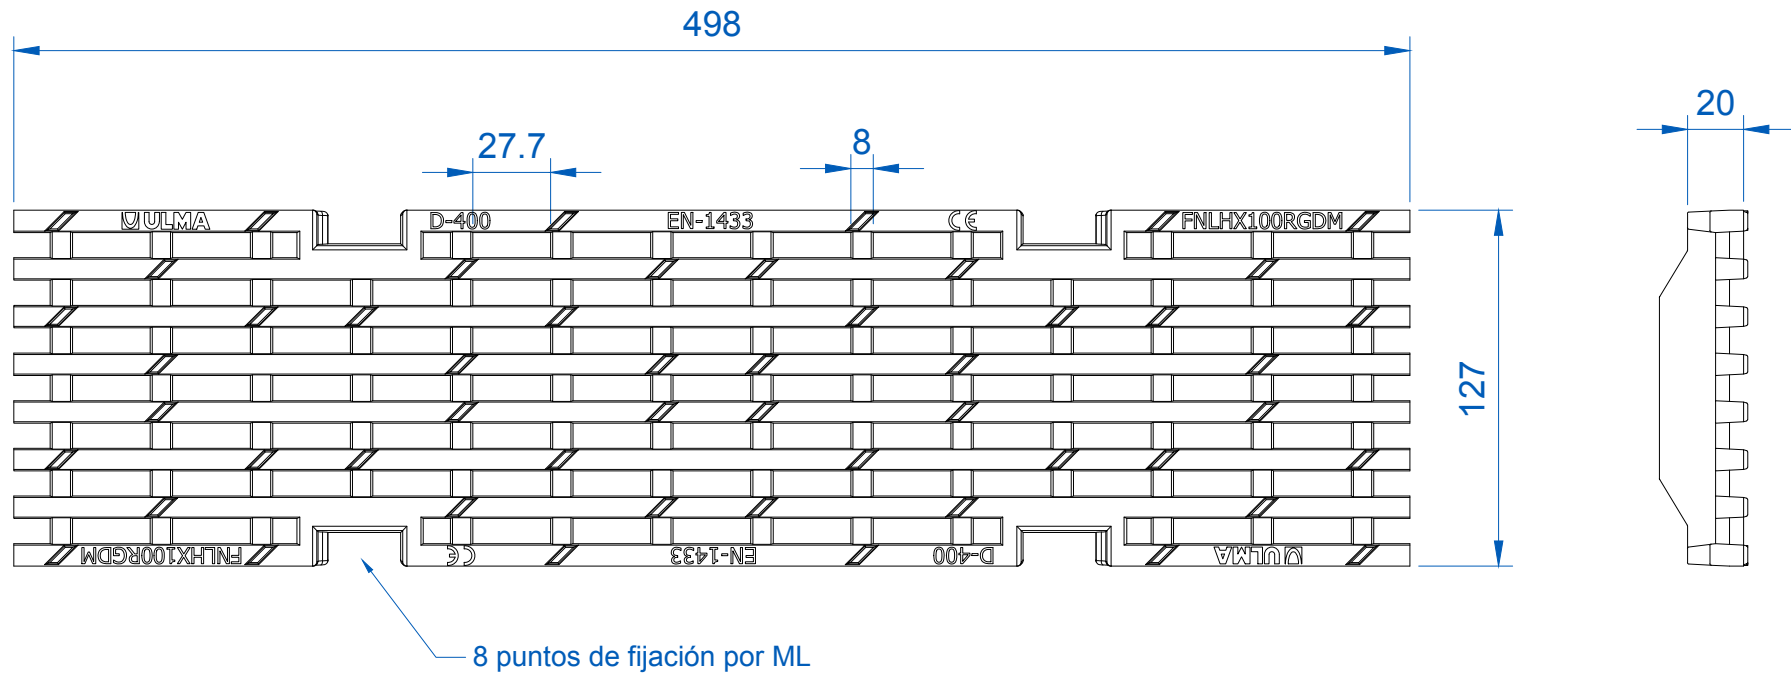 498
20
27.7
8
ULMA D-400 EN-1433 CE FNLHX100RGDM
127
FNLHX100RGDM CE EN-1433 D-400 ULMA
8 puntos de fijación por ML